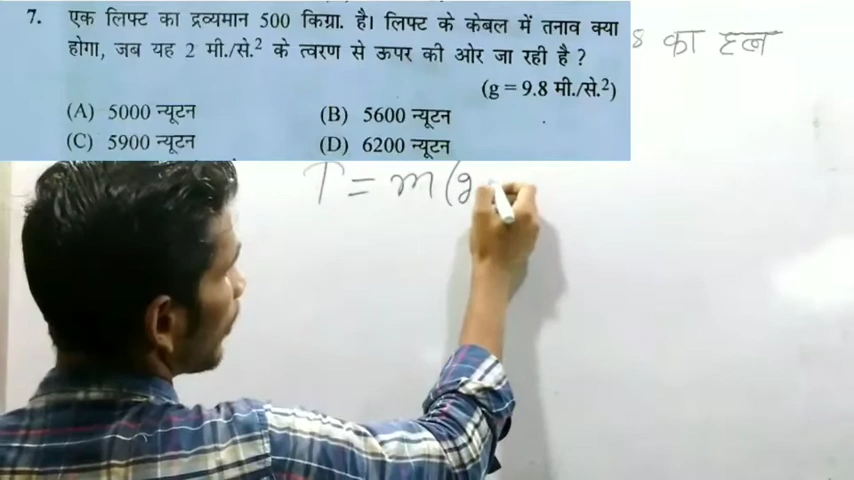 7. एक लिफ्ट का द्रव्यमान 500 किग्रा. है। लिफ्ट के केबल में तनाव क्या
होगा, जब यह 2 मी./से.² के त्वरण से ऊपर की ओर जा रही है ?
(g = 9.8 मी./से.²)
(A) 5000 न्यूटन (B) 5600 न्यूटन
(C) 5900 न्यूटन (D) 6200 न्यूटन
8 का हल
T = m(g